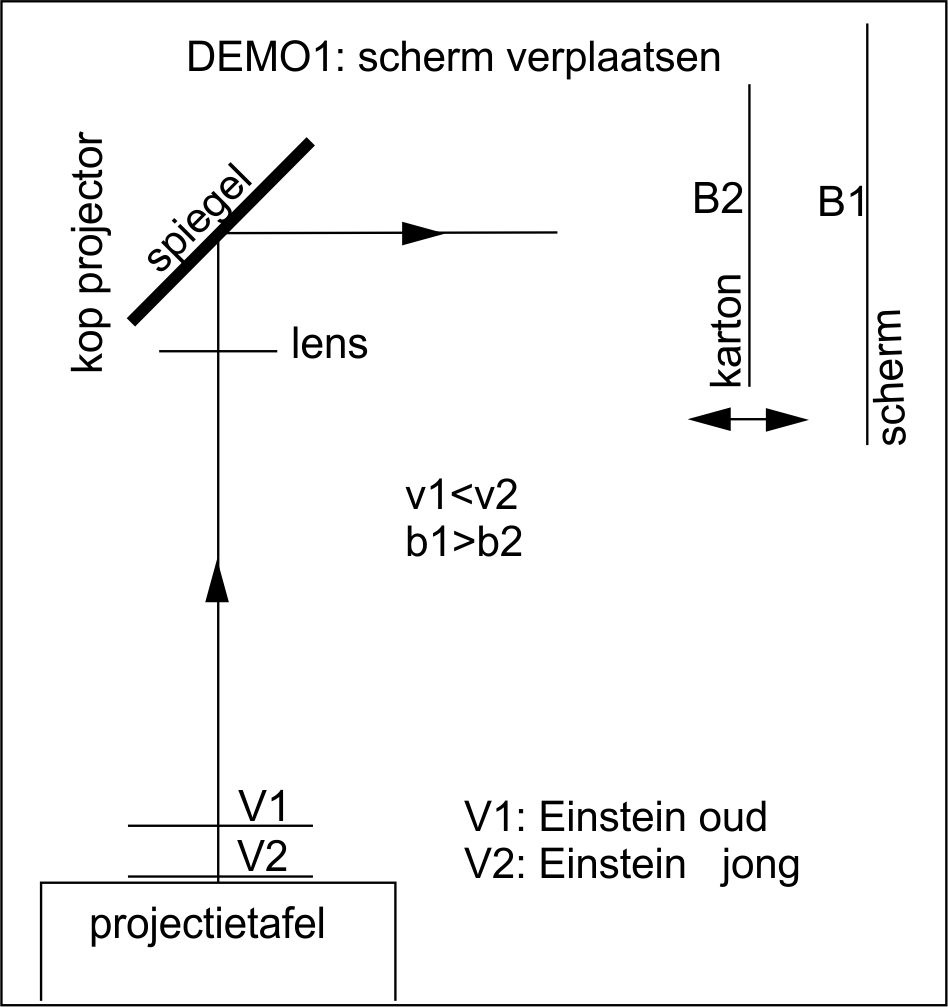 DEMO1: scherm verplaatsen
kop projector
spiegel
B2
B1
karton
scherm
lens
v1<v2
b1>b2
V1
V2
V1: Einstein oud
V2: Einstein jong
projectietafel